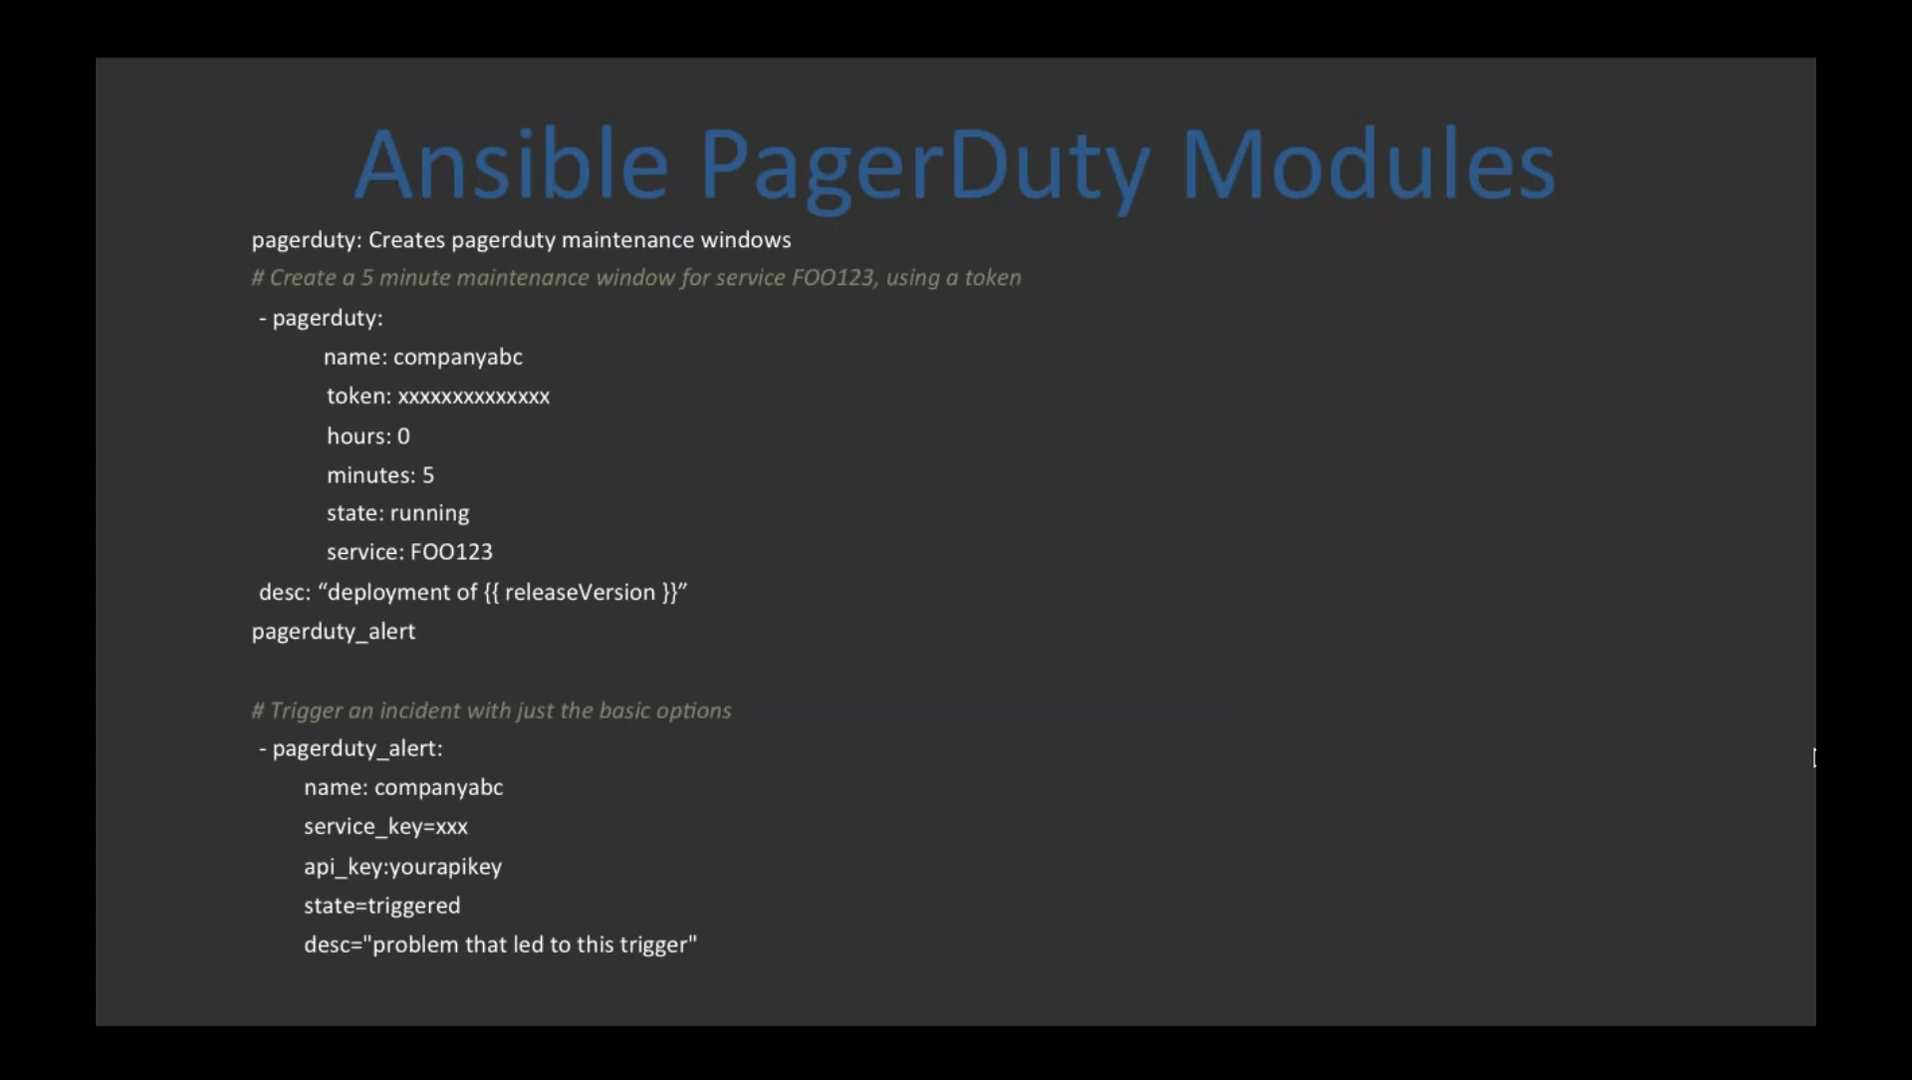 Ansible PagerDuty Modules
pagerduty: Creates pagerduty maintenance windows
# Create a 5 minute maintenance window for service FOO123, using a token
- pagerduty:
name: companyabc
token: xxxxxxxxxxxxxx
hours: 0
minutes: 5
state: running
service: FOO123
desc: “deployment of {{ releaseVersion }}”
pagerduty_alert
# Trigger an incident with just the basic options
- pagerduty_alert:
name: companyabc
service_key=xxx
api_key:yourapikey
state=triggered
desc="problem that led to this trigger"